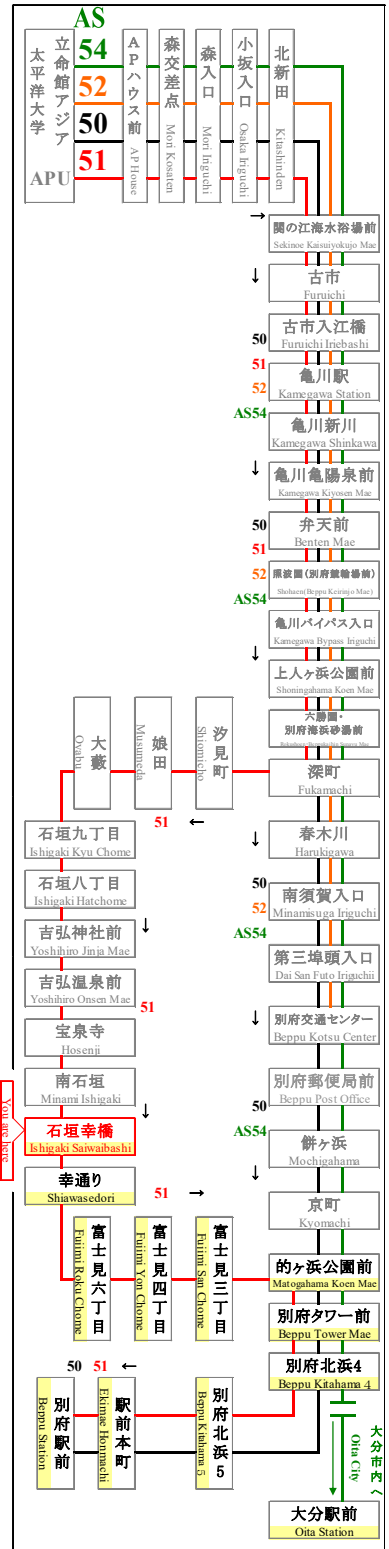 AS
54
52
50
51
立命館アジア
太平洋大学
APU
APハウス前
AP House
森交差点
Mori Kosaten
森入口
Mori Iriguchi
小坂入口
Osaka Iriguchi
北新田
Kitashinden
→
関の江海水浴場前
Sekinoe Kaisuiyokujo Mae
↓
古市
Furuichi
古市入江橋
Furuichi Iriebashi
50
51
52
AS54
亀川駅
Kamegawa Station
亀川新川
Kamegawa Shinkawa
↓
亀川亀陽泉前
Kamegawa Kiyosen Mae
50
51
52
AS54
弁天前
Benten Mae
照波園(別府競輪場前)
Shohaen(Beppu Keirinjo Mae)
亀川バイパス入口
Kamegawa Bypass Iriguchi
↓
上人ヶ浜公園前
Shoningahama Koen Mae
六勝園・
別府海浜砂湯前
深町
Fukamachi
汐見町
Shiomicho
娘田
Musumeda
大藪
Oyabu
51 ←
石垣九丁目
Ishigaki Kyu Chome
石垣八丁目
Ishigaki Hatchome
↓
吉弘神社前
Yoshihiro Jinja Mae
吉弘温泉前
Yoshihiro Onsen Mae
51
宝泉寺
Hosenji
南石垣
Minami Ishigaki
↓
You are here
石垣幸橋
Ishigaki Saiwaibashi
幸通り
Shiawasedori
51 →
富士見六丁目
Fujimi Roku Chome
富士見四丁目
Fujimi Yon Chome
富士見三丁目
Fujimi San Chome
↓
春木川
Harukigawa
50
52
AS54
南須賀入口
Minamisuga Iriguchi
第三埠頭入口
Dai San Futo Iriguchii
↓
別府交通センター
Beppu Kotsu Center
別府郵便局前
Beppu Post Office
50
AS54
餅ヶ浜
Mochigahama
↓
京町
Kyomachi
的ヶ浜公園前
Matogahama Koen Mae
別府タワー前
Beppu Tower Mae
別府北浜4
Beppu Kitahama 4
別府北浜5
Beppu Kitahama 5
50 51 ←
駅前本町
Ekimae Honmachi
別府駅前
Beppu Station
大分市内へ
Oita City
大分駅前
Oita Station